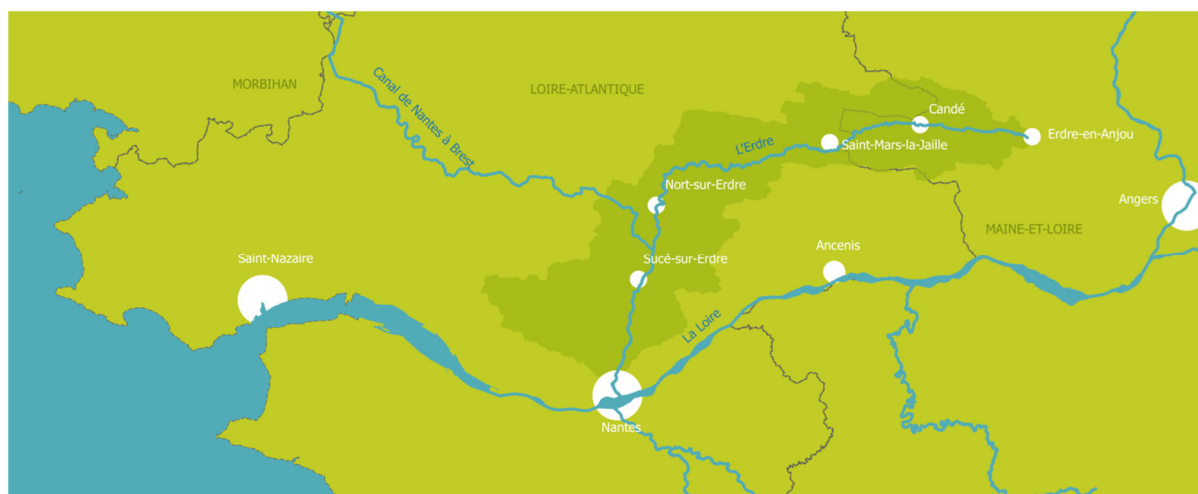 MORBIHAN
LOIRE-ATLANTIQUE
Canal de Nantes à Brest
Candé
Erdre-en-Anjou
L'Erdre
Saint-Mars-la-Jaille
Nort-sur-Erdre
Angers
MAINE-ET-LOIRE
Ancenis
Saint-Nazaire
Sucé-sur-Erdre
La Loire
Nantes